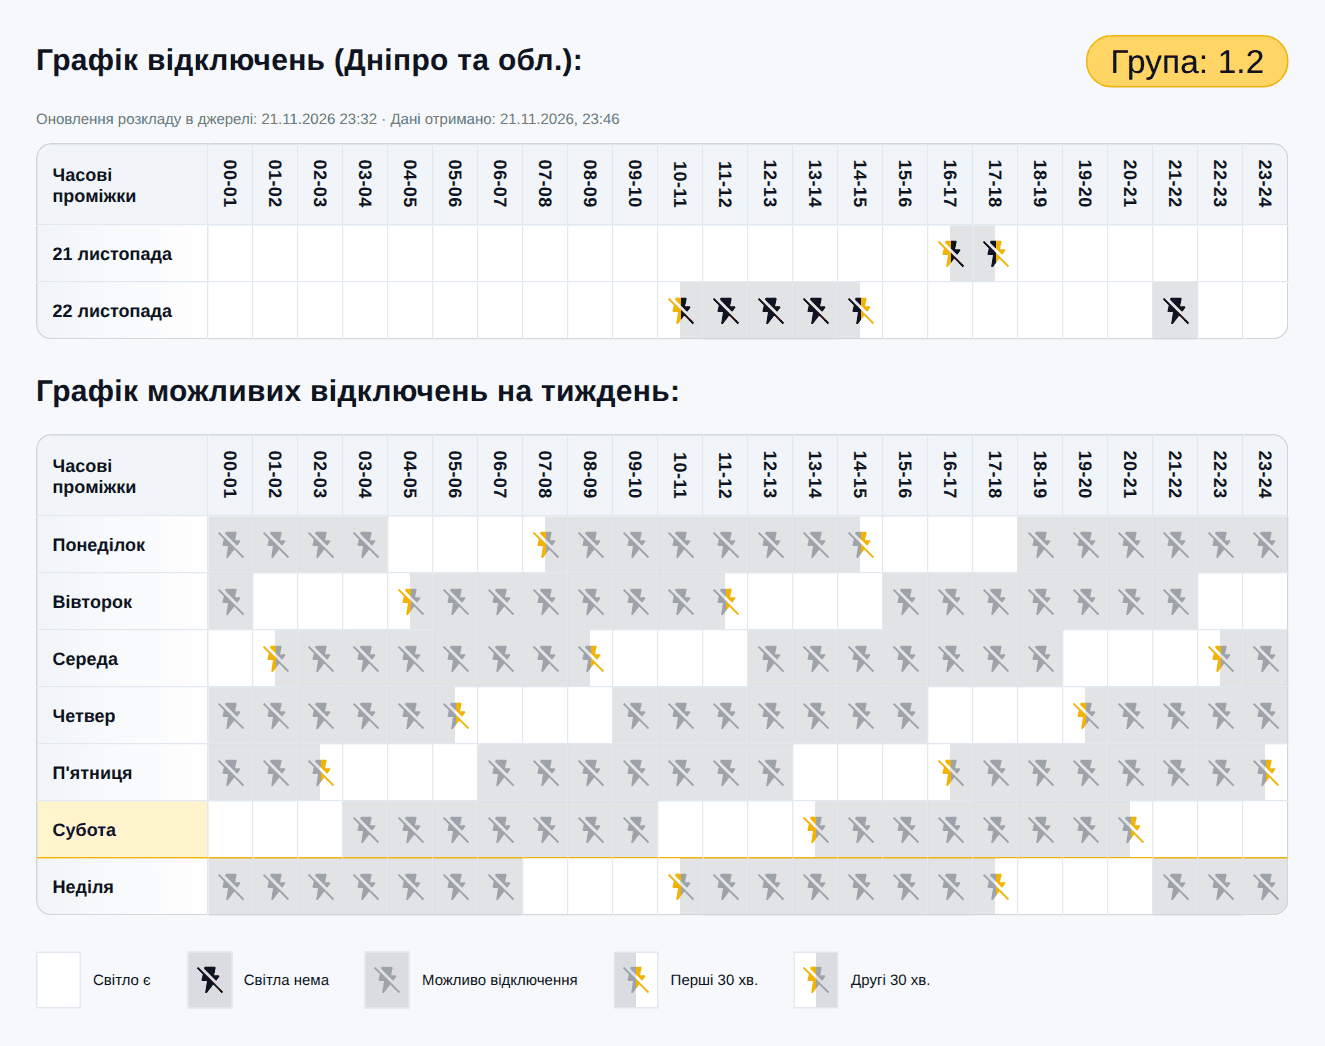 Графік відключень (Дніпро та обл.):
Група: 1.2
Оновлення розкладу в джерелі: 21.11.2026 23:32 · Дані отримано: 21.11.2026, 23:46
Часові проміжки 00-01 01-02 02-03 03-04 04-05 05-06 06-07 07-08 08-09 09-10 10-11 11-12 12-13 13-14 14-15 15-16 16-17 17-18 18-19 19-20 20-21 21-22 22-23 23-24
21 листопада
22 листопада
Графік можливих відключень на тиждень:
Часові проміжки 00-01 01-02 02-03 03-04 04-05 05-06 06-07 07-08 08-09 09-10 10-11 11-12 12-13 13-14 14-15 15-16 16-17 17-18 18-19 19-20 20-21 21-22 22-23 23-24
Понеділок
Вівторок
Середа
Четвер
П'ятниця
Субота
Неділя
Світло є Світла нема Можливо відключення Перші 30 хв. Другі 30 хв.